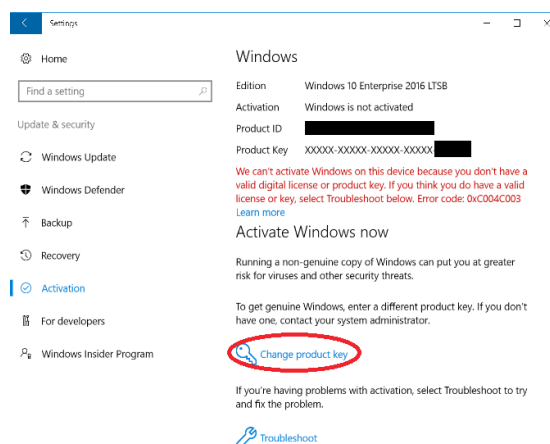 Settings
Home
Find a setting
Update & security
Windows Update
Windows Defender
Backup
Recovery
Activation
For developers
Windows Insider Program
Windows
Edition Windows 10 Enterprise 2016 LTSB
Activation Windows is not activated
Product ID
Product Key XXXXX-XXXXX-XXXXX-XXXXX-
We can't activate Windows on this device because you don't have a
valid digital license or product key. If you think you do have a valid
license or key, select Troubleshoot below. Error code: 0xC004C003
Learn more
Activate Windows now
Running a non-genuine copy of Windows can put you at greater
risk for viruses and other security threats.
To get genuine Windows, enter a different product key. If you don't
have one, contact your system administrator.
Change product key
If you're having problems with activation, select Troubleshoot to try
and fix the problem.
Troubleshoot